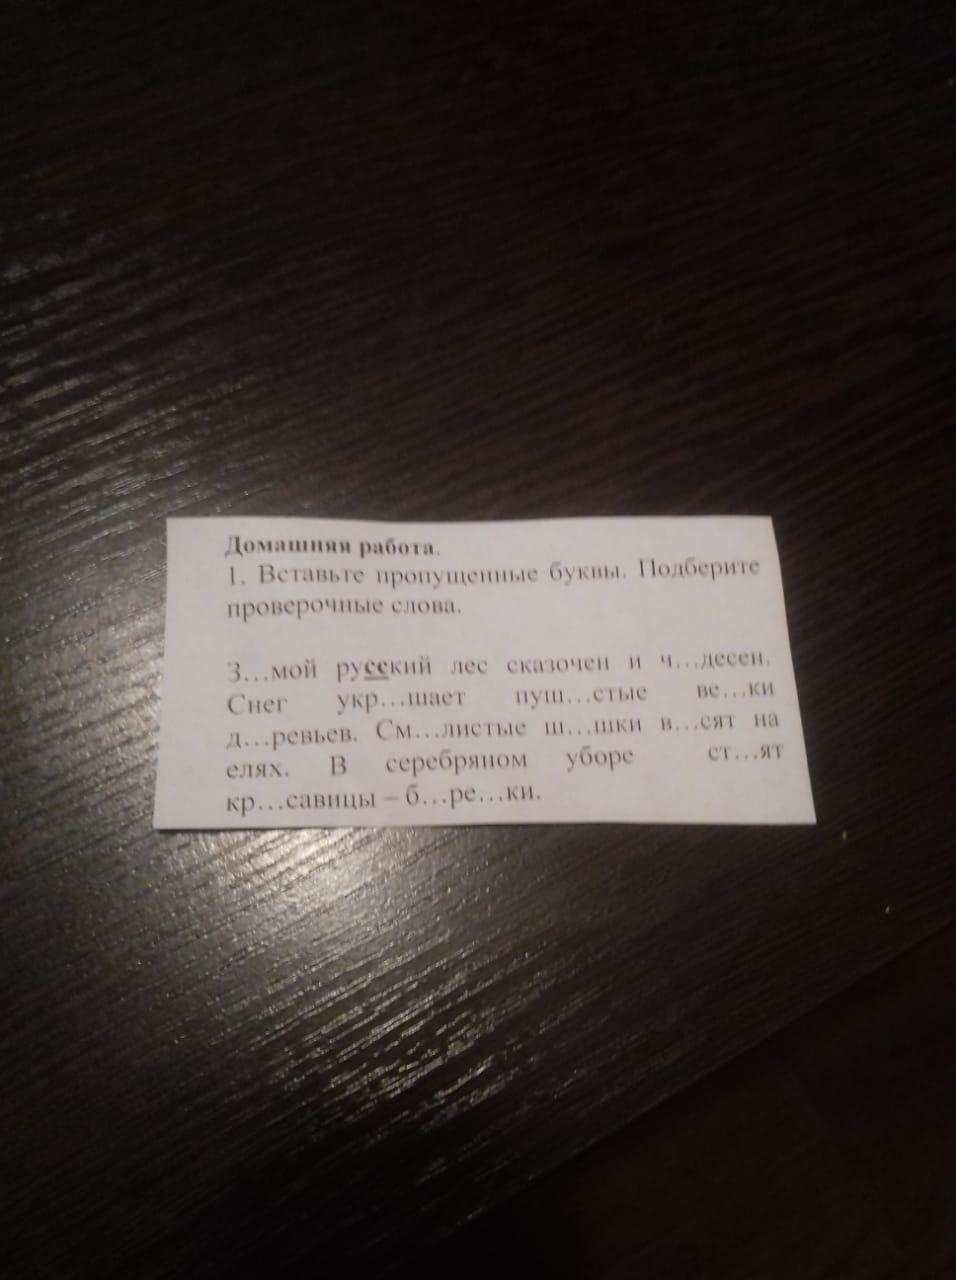 Домашняя работа.
1. Вставьте пропущенные буквы. Подберите
проверочные слова.
З...мой русский лес сказочен и ч...десен.
Снег укр...шает пуш...стые ве...ки
д...ревьев. См...листые ш...шки в...сят на
елях. В серебряном уборе ст...ят
кр...савицы – б...ре...ки.